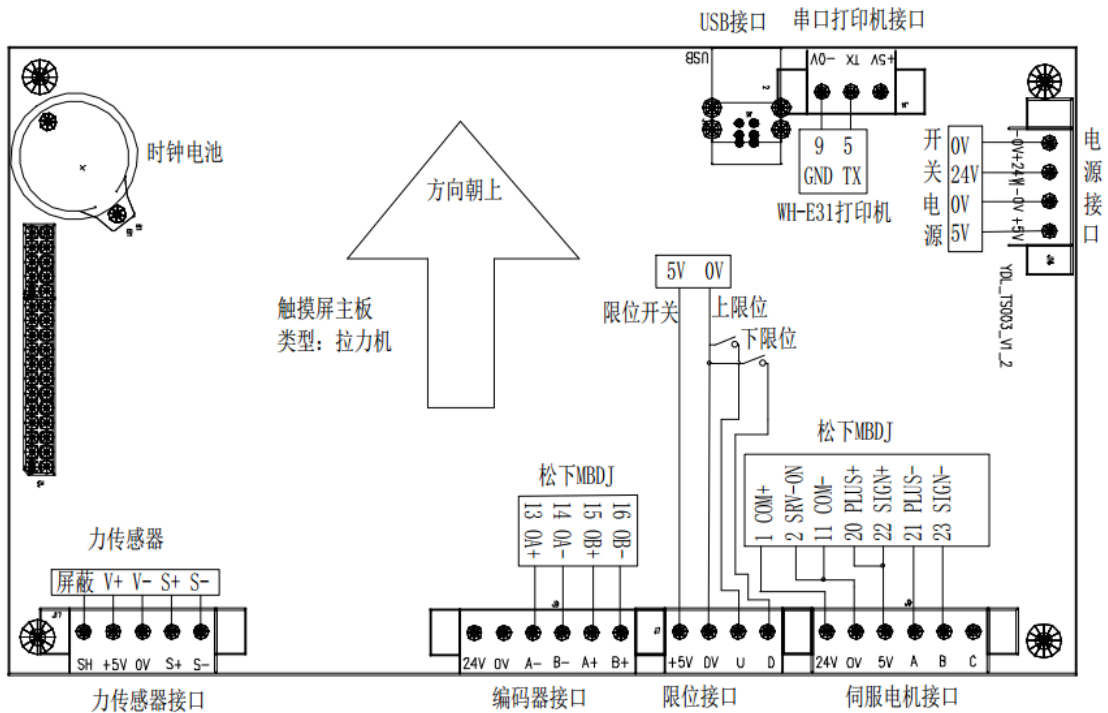 USB接口 串口打印机接口
USB
-0V TX +5V
2
时钟电池
方向朝上
9 5
GND TX
WH-E31打印机
开关电源
0V
24V
0V
5V
-0V+24V-0V +5V
电源接口
YDL_TS003_V1_2
5V 0V
限位开关
上限位
下限位
触摸屏主板
类型：拉力机
松下MBDJ
1 COM+
2 SRV-ON
11 COM-
20 PLUS+
22 SIGN+
21 PLUS-
23 SIGN-
松下MBDJ
13 OA+
14 OA-
15 OB+
16 OB-
力传感器
屏蔽 V+ V- S+ S-
SH +5V 0V S+ S-
24V 0V A- B- A+ B+
+5V 0V U D
24V 0V 5V A B C
力传感器接口
编码器接口
限位接口
伺服电机接口